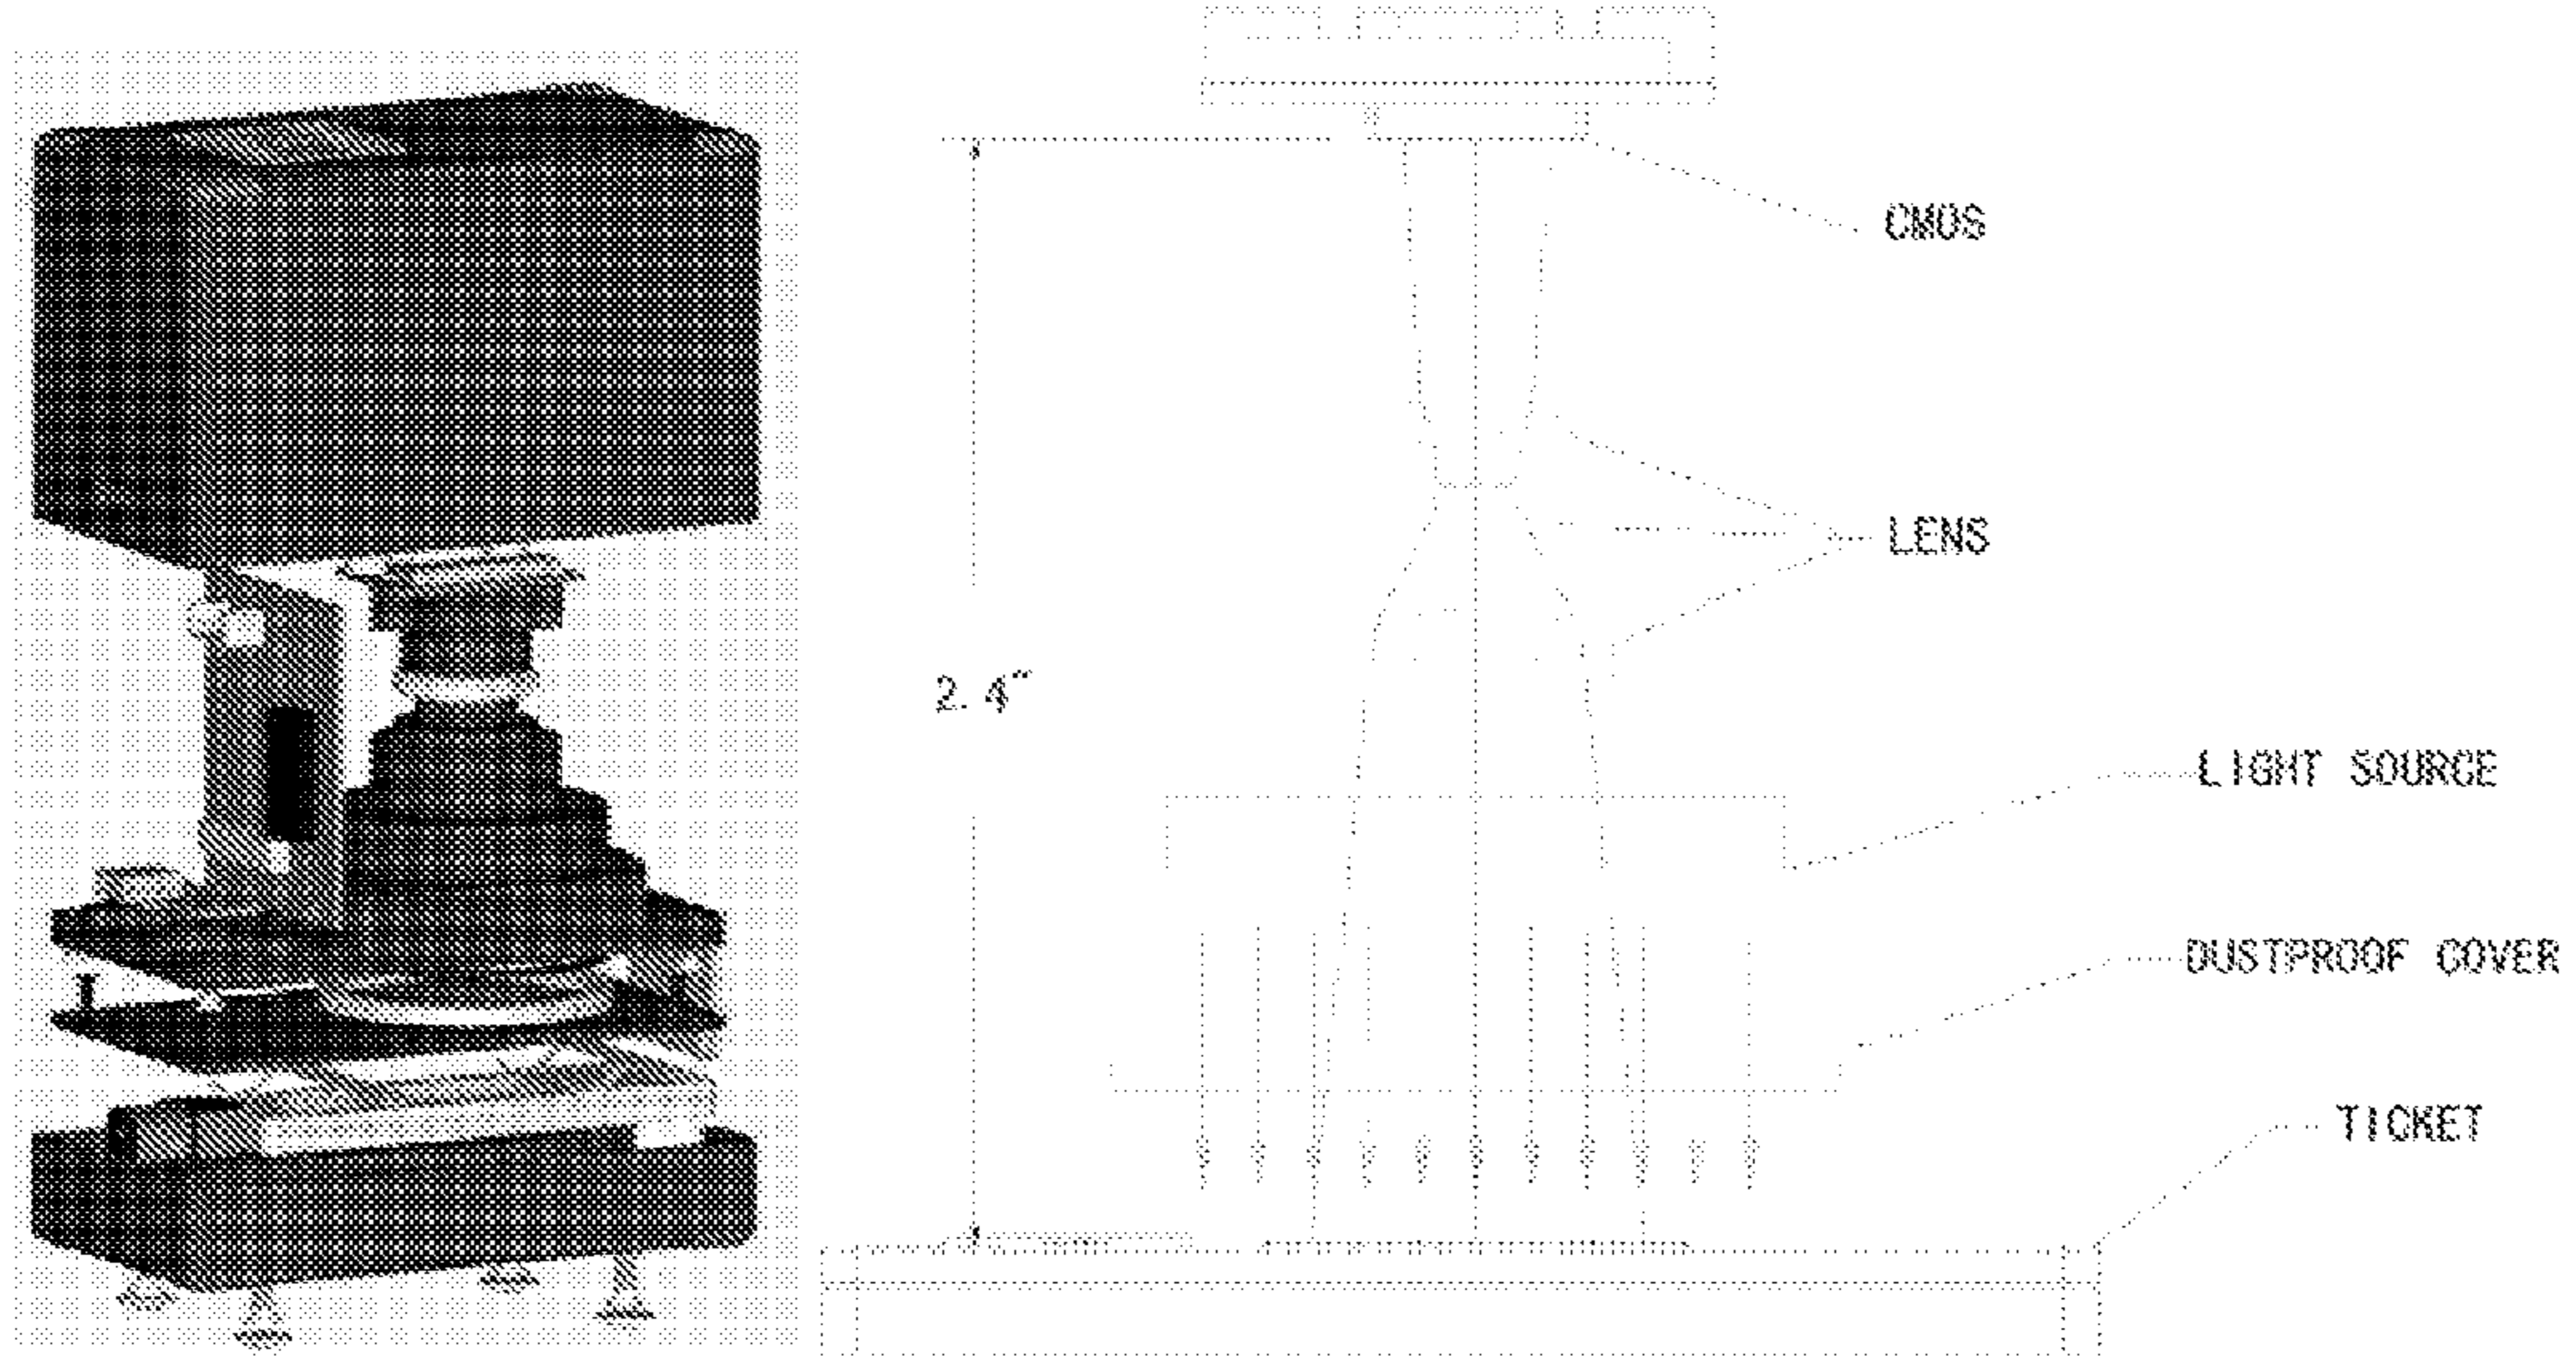 CMOS
LENS
2.4"
LIGHT SOURCE
DUSTPROOF COVER
TICKET